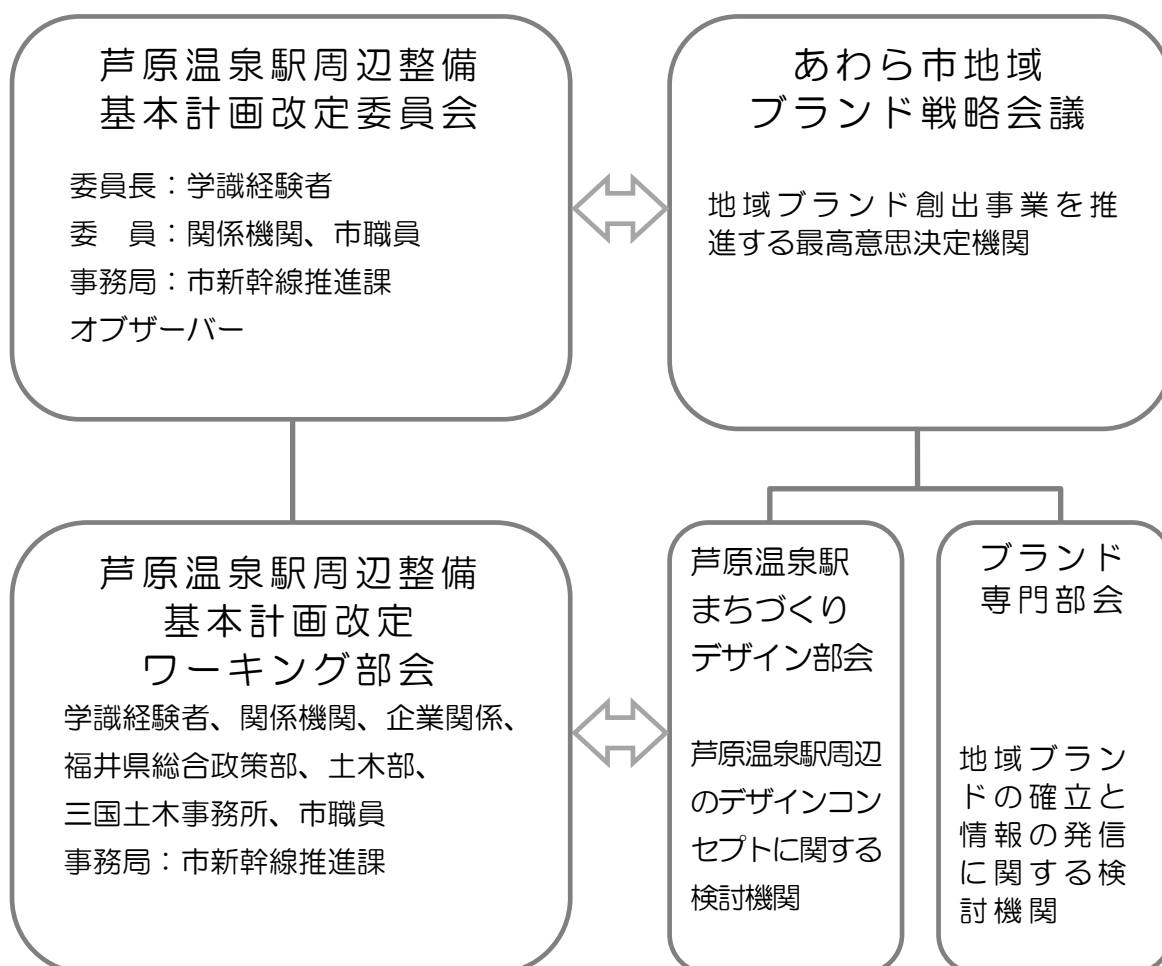 芦原温泉駅周辺整備
基本計画改定委員会
委員長：学識経験者
委　員：関係機関、市職員
事務局：市新幹線推進課
オブザーバー
あわら市地域
ブランド戦略会議
地域ブランド創出事業を推
進する最高意思決定機関
芦原温泉駅周辺整備
基本計画改定
ワーキング部会
学識経験者、関係機関、企業関係、
福井県総合政策部、土木部、
三国土木事務所、市職員
事務局：市新幹線推進課
芦原温泉駅
まちづくり
デザイン部会
芦原温泉駅周辺
のデザインコン
セプトに関する
検討機関
ブランド
専門部会
地域ブラン
ドの確立と
情報の発信
に関する検
討機関